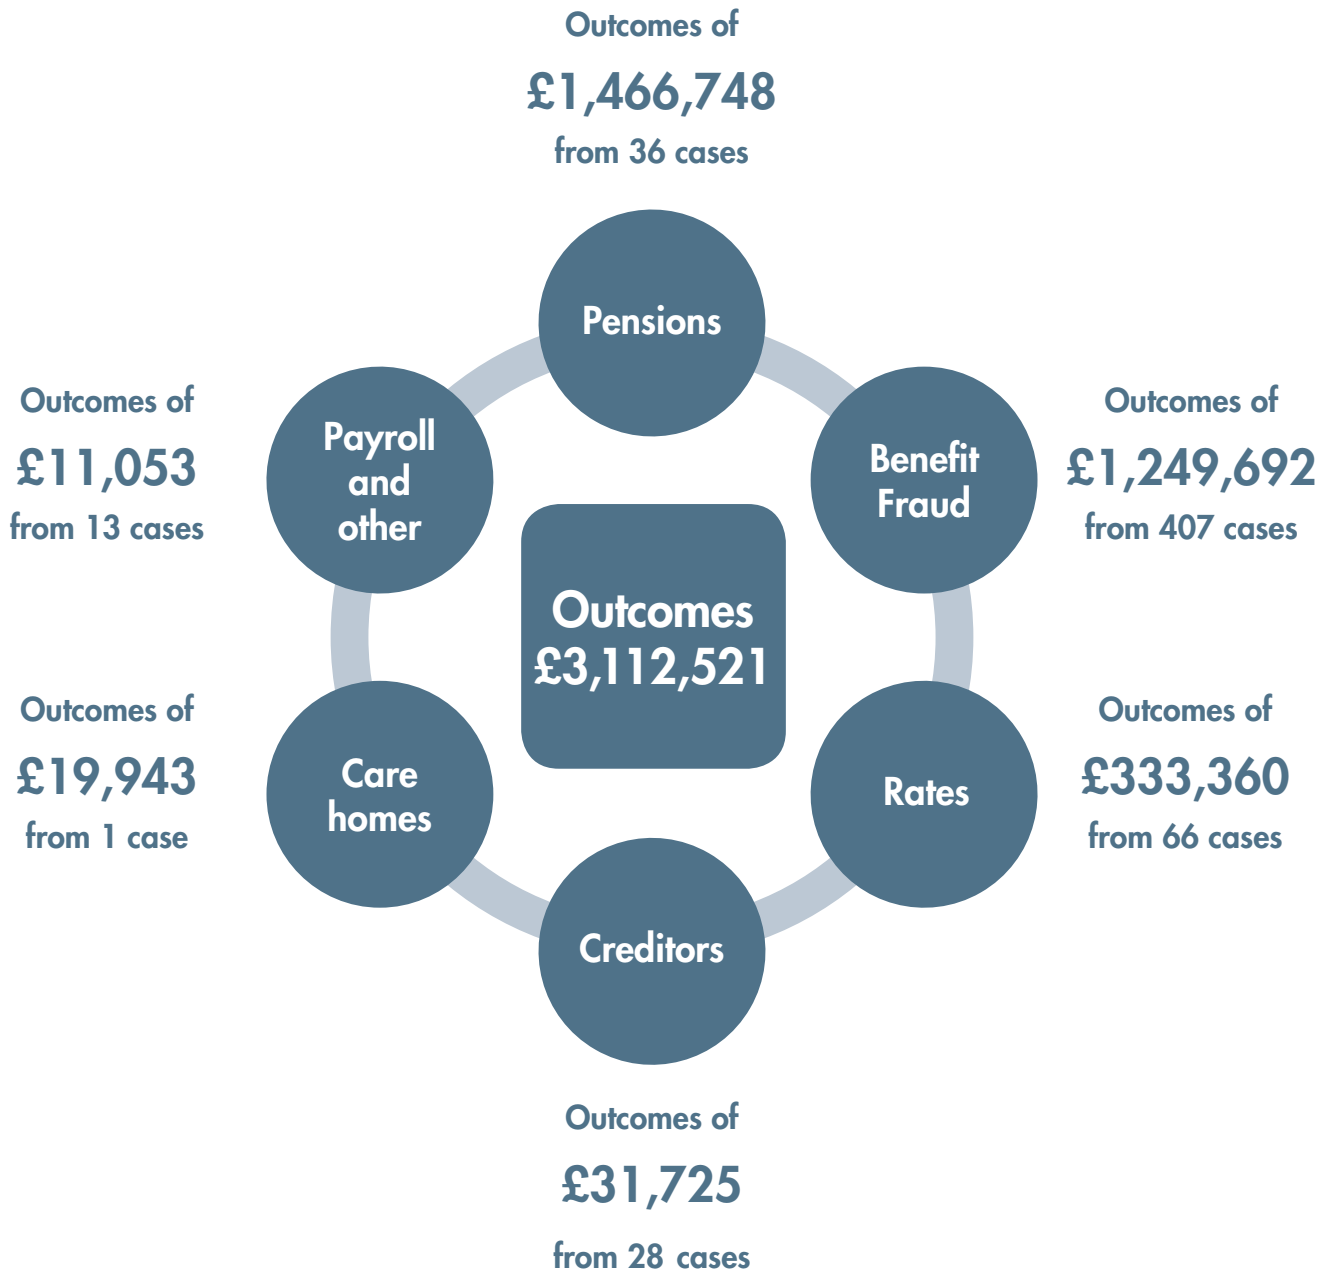 Outcomes of
£1,466,748
from 36 cases
Pensions
Outcomes of
£11,053
from 13 cases
Payroll
and
other
Benefit
Fraud
Outcomes of
£1,249,692
from 407 cases
Outcomes
£3,112,521
Outcomes of
£19,943
from 1 case
Care
homes
Rates
Outcomes of
£333,360
from 66 cases
Creditors
Outcomes of
£31,725
from 28 cases